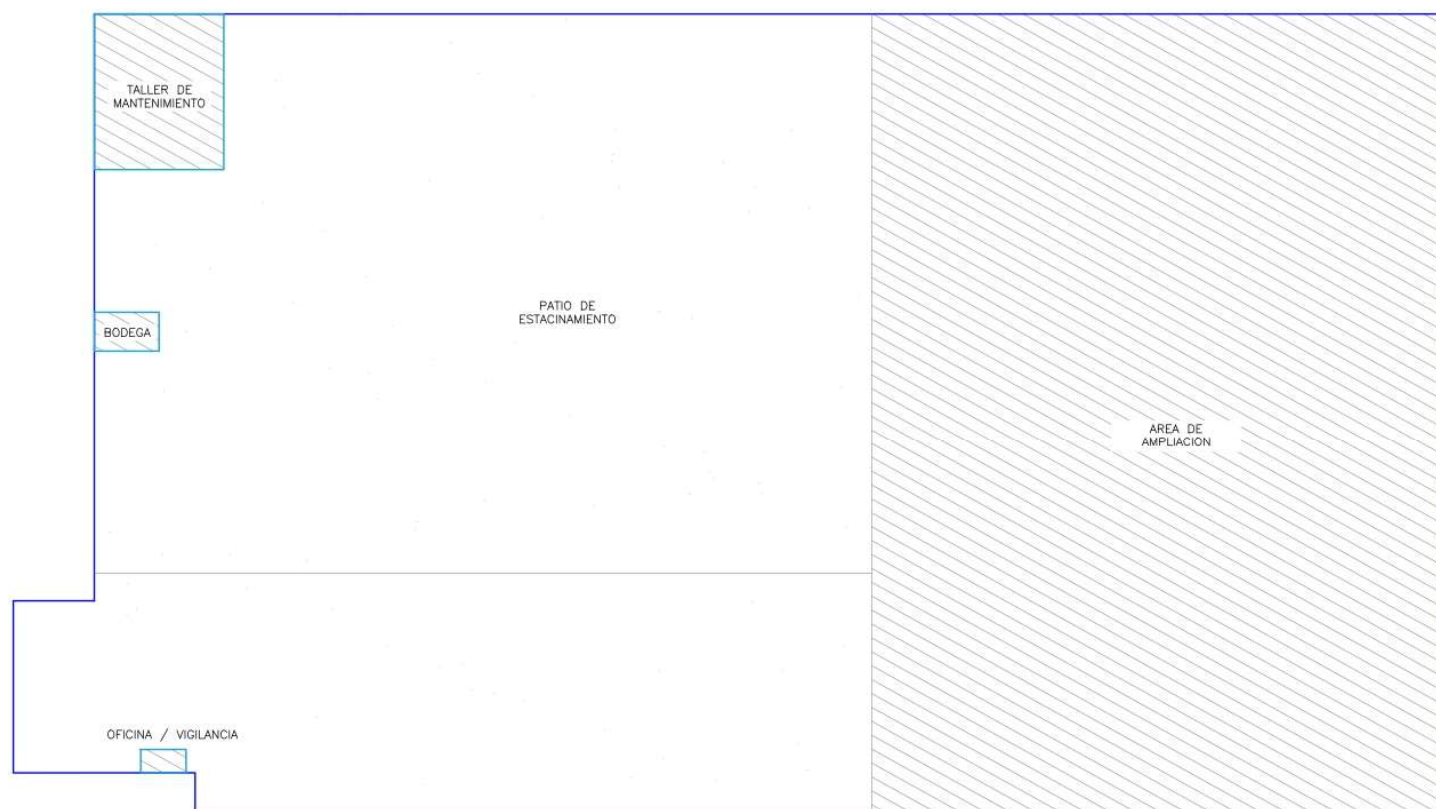 TALLER DE
MANTENIMIENTO
PATIO DE
ESTACINAMIENTO
BODEGA
AREA DE
AMPLIACION
OFICINA / VIGILANCIA